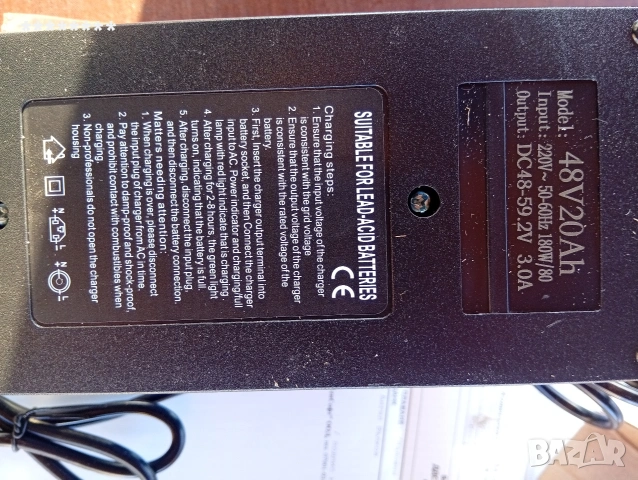 Model: 48V20Ah
Input: 220W~ 50-60Hz 180W/80
Output: DC48-59.2V 3.0A
SUITABLE FOR LEAD-ACID BATTERIES
CE
Charging steps:
1. Ensure that the input voltage of the charger
is consistent with the grid voltage
2. Ensure that the output voltage of the charger
is consistent with the rated voltage of the
battery.
3. First, Insert the charger output terminal into
battery socket, and then Connect the charger
input to AC. Power indicator and charging/full
lamp with red light indicate that is charging,
4. After charging for 2-8 hours, the green light
turns on indicating that the battery is full.
5. After charging, disconnect the input plug,
and then disconnect the battery connection.
Matters needing attention:
1. When charging is over, please disconnect
the input plug of charger from AC in time.
2. Pay attention to damp-proof and shock-proof,
and prohibit contact with combustibles when
charging.
3. Non-professionals do not open the charger
housing
N L N L
BAZAR.bg